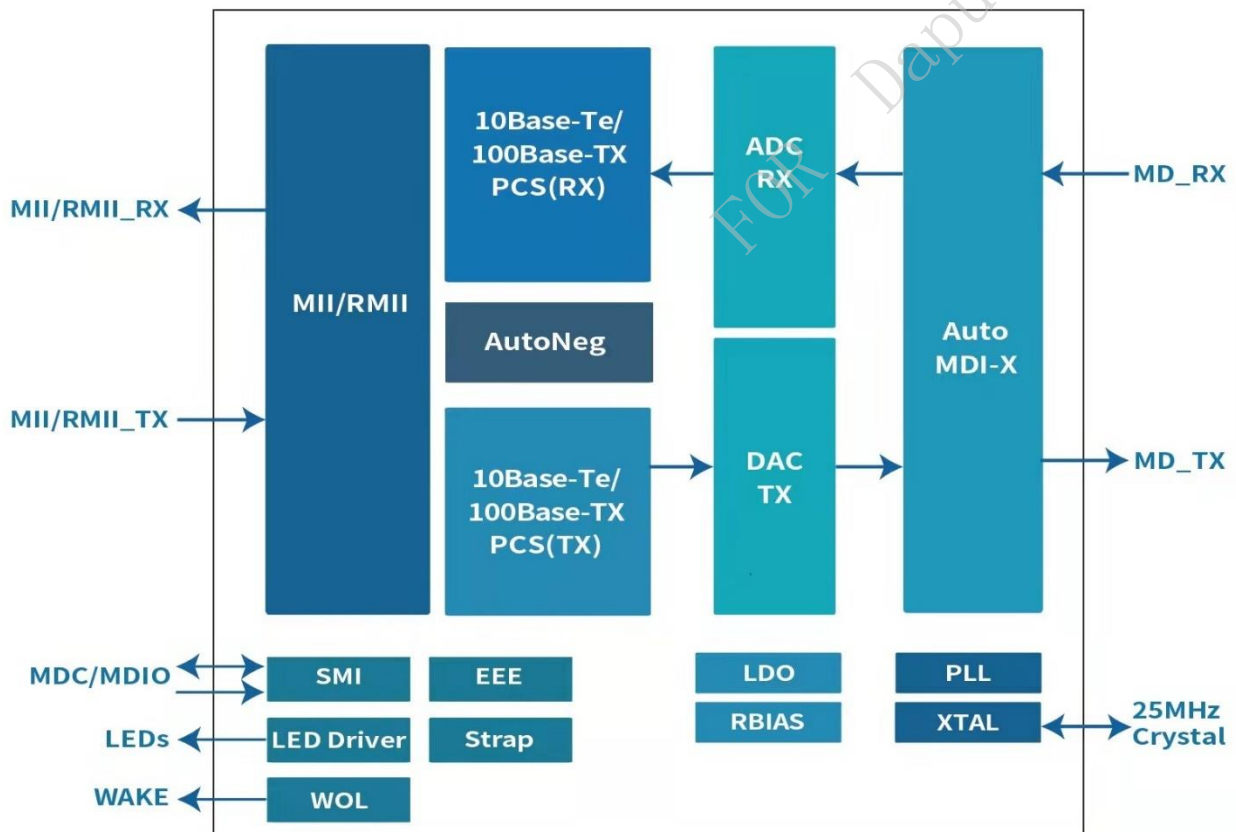 FOR Dapu
10Base-Te/
100Base-TX
PCS(RX)
ADC
RX
MD_RX
MII/RMII_RX
MII/RMII
AutoNeg
Auto
MDI-X
MII/RMII_TX
10Base-Te/
100Base-TX
PCS(TX)
DAC
TX
MD_TX
MDC/MDIO
SMI
EEE
LDO
PLL
LEDs
LED Driver
Strap
RBIAS
XTAL
25MHz
Crystal
WAKE
WOL